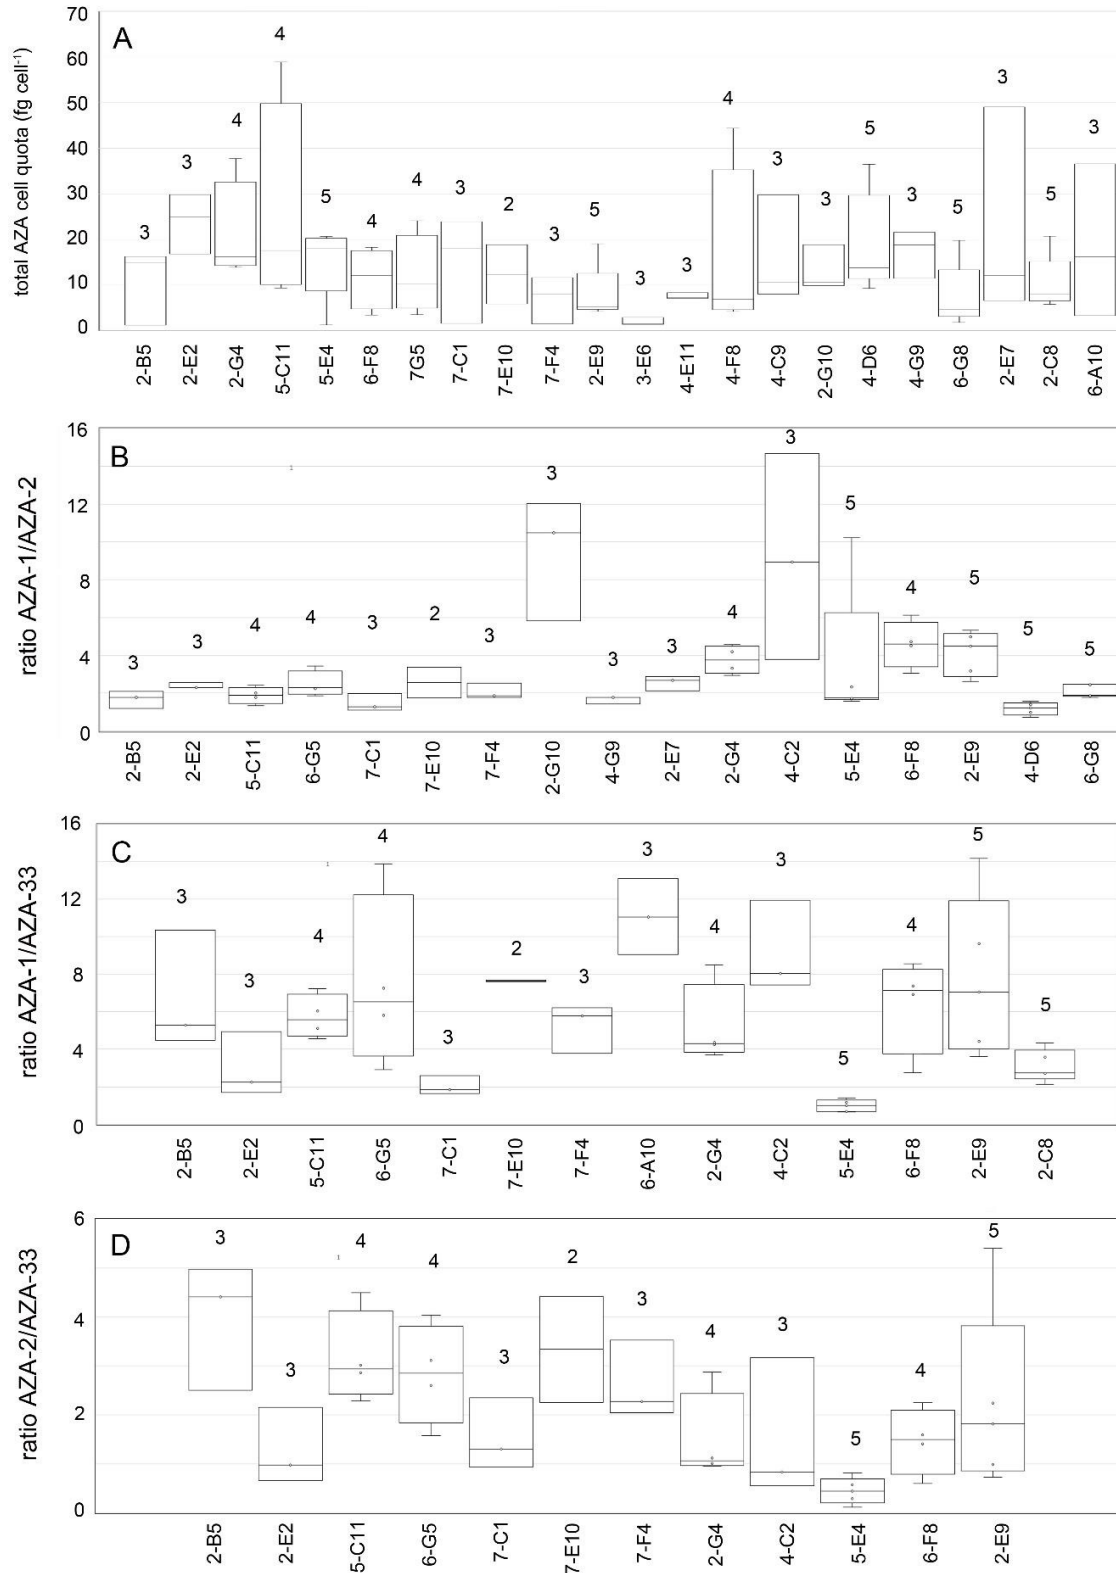 A
total AZA cell quota (fg cell⁻¹)
70
60
50
40
30
20
10
0
3 3 4 4 5 4 4 3 2 3 5 3 3 4 3 3 5 3 5 3 5 3
2-B5 2-E2 2-G4 5-C11 5-E4 6-F8 7G5 7-C1 7-E10 7-F4 2-E9 3-E6 4-E11 4-F8 4-C9 2-G10 4-D6 4-G9 6-G8 2-E7 2-C8 6-A10
B
ratio AZA-1/AZA-2
16
12
8
4
0
1
3 3 4 4 3 2 3 3 3 3 4 3 5 4 5 5 5
2-B5 2-E2 5-C11 6-G5 7-C1 7-E10 7-F4 2-G10 4-G9 2-E7 2-G4 4-C2 5-E4 6-F8 2-E9 4-D6 6-G8
C
ratio AZA-1/AZA-33
16
12
8
4
0
1
3 3 4 4 3 2 3 3 4 3 5 4 5 5
2-B5 2-E2 5-C11 6-G5 7-C1 7-E10 7-F4 6-A10 2-G4 4-C2 5-E4 6-F8 2-E9 2-C8
D
ratio AZA-2/AZA-33
6
4
2
0
1
3 3 4 4 3 2 3 4 3 5 4 5
2-B5 2-E2 5-C11 6-G5 7-C1 7-E10 7-F4 2-G4 4-C2 5-E4 6-F8 2-E9